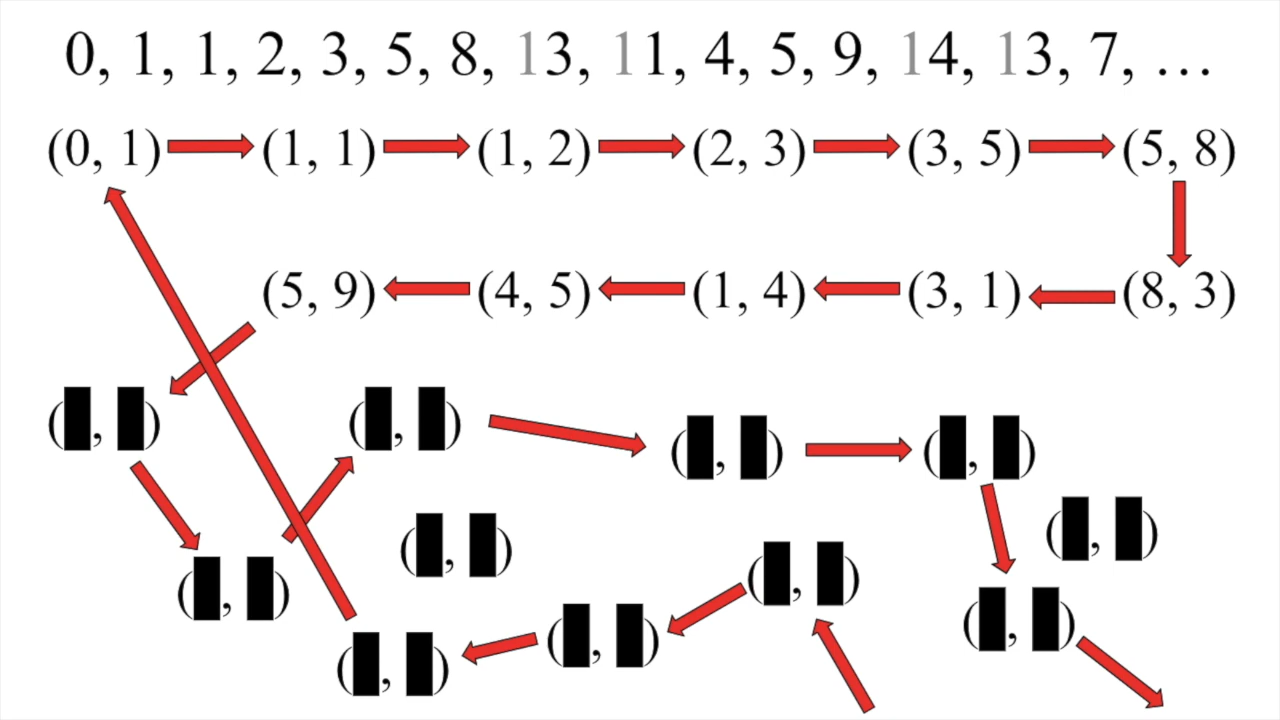 0, 1, 1, 2, 3, 5, 8, 13, 11, 4, 5, 9, 14, 13, 7, …
(0, 1) (1, 1) (1, 2) (2, 3) (3, 5) (5, 8)
(5, 9) (4, 5) (1, 4) (3, 1) (8, 3)
( , ) ( , ) ( , ) ( , )
( , ) ( , )
( , ) ( , ) ( , )
( , ) ( , )